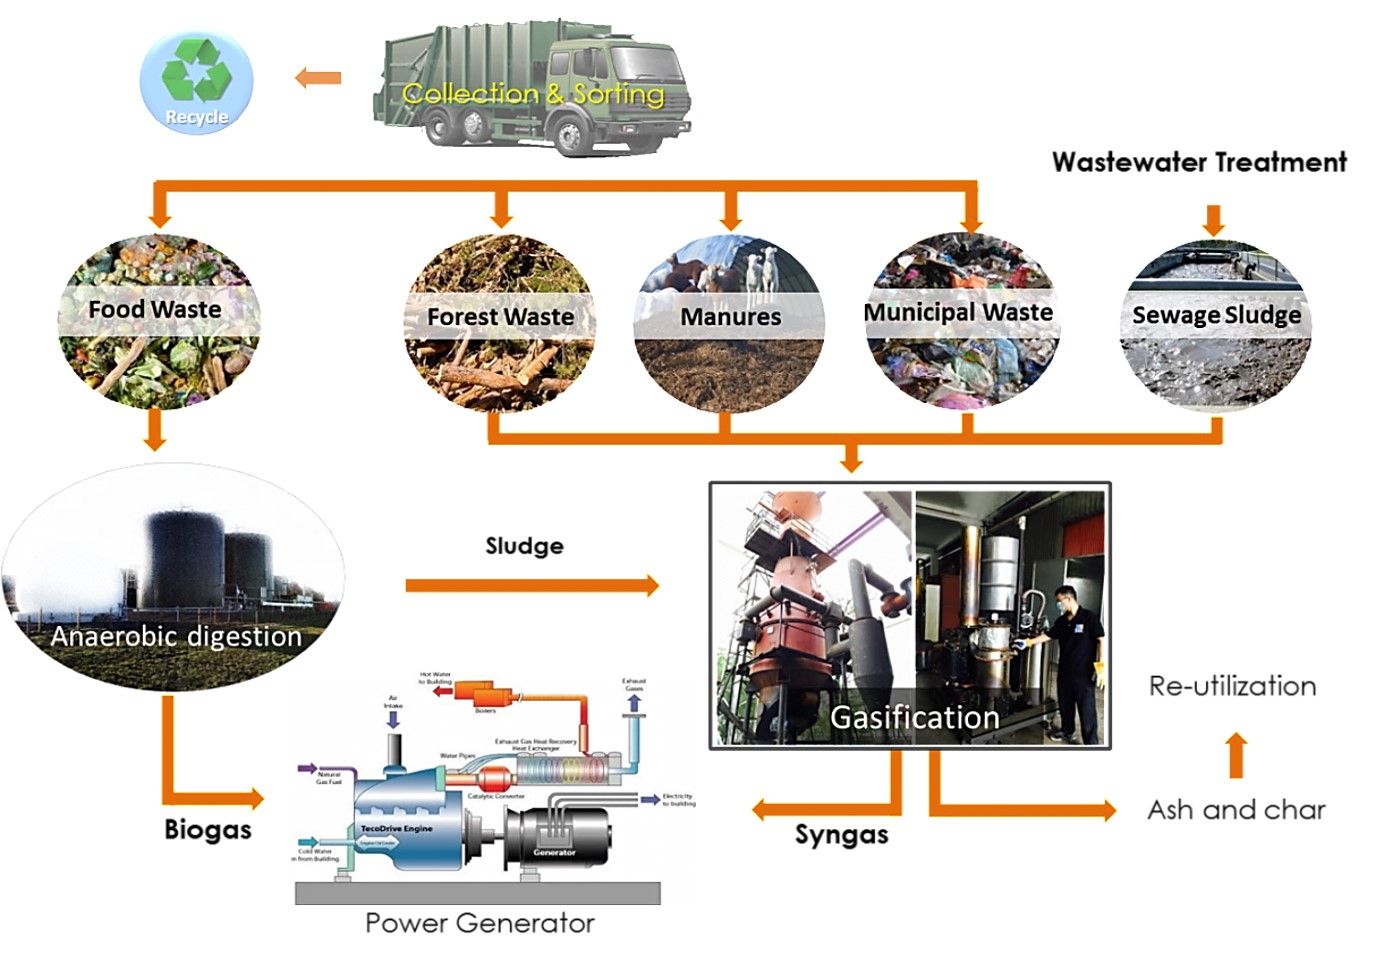 Recycle
Collection & Sorting
Wastewater Treatment
Food Waste
Forest Waste
Manures
Municipal Waste
Sewage Sludge
Anaerobic digestion
Sludge
Gasification
Re-utilization
Ash and char
Syngas
Biogas
Hot Water
to Building
Boilers
Air
Intake
Exhaust
Gases
Exhaust Gas Heat Recovery
Heat Exchanger
Water Pipes
Natural
Gas Fuel
Catalytic Converter
Electricity
to building
TecoDrive Engine
Engine Oil Cooler
Cold Water
in from Building
Generator
Power Generator